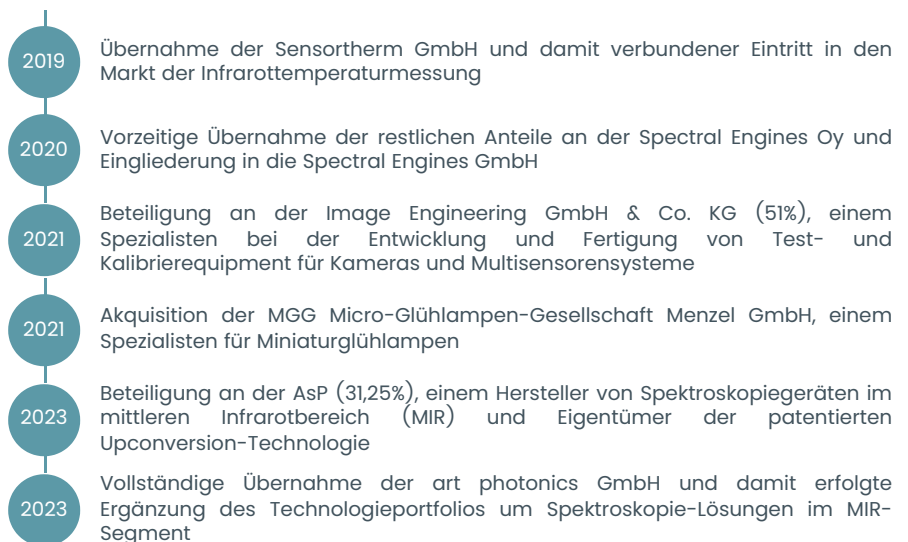 2019
Übernahme der Sensortherm GmbH und damit verbundener Eintritt in den
Markt der Infrarottemperaturmessung
2020
Vorzeitige Übernahme der restlichen Anteile an der Spectral Engines Oy und
Eingliederung in die Spectral Engines GmbH
2021
Beteiligung an der Image Engineering GmbH & Co. KG (51%), einem
Spezialisten bei der Entwicklung und Fertigung von Test- und
Kalibrierequipment für Kameras und Multisensorensysteme
2021
Akquisition der MGG Micro-Glühlampen-Gesellschaft Menzel GmbH, einem
Spezialisten für Miniaturglühlampen
2023
Beteiligung an der AsP (31,25%), einem Hersteller von Spektroskopiegeräten im
mittleren Infrarotbereich (MIR) und Eigentümer der patentierten
Upconversion-Technologie
2023
Vollständige Übernahme der art photonics GmbH und damit erfolgte
Ergänzung des Technologieportfolios um Spektroskopie-Lösungen im MIR-
Segment